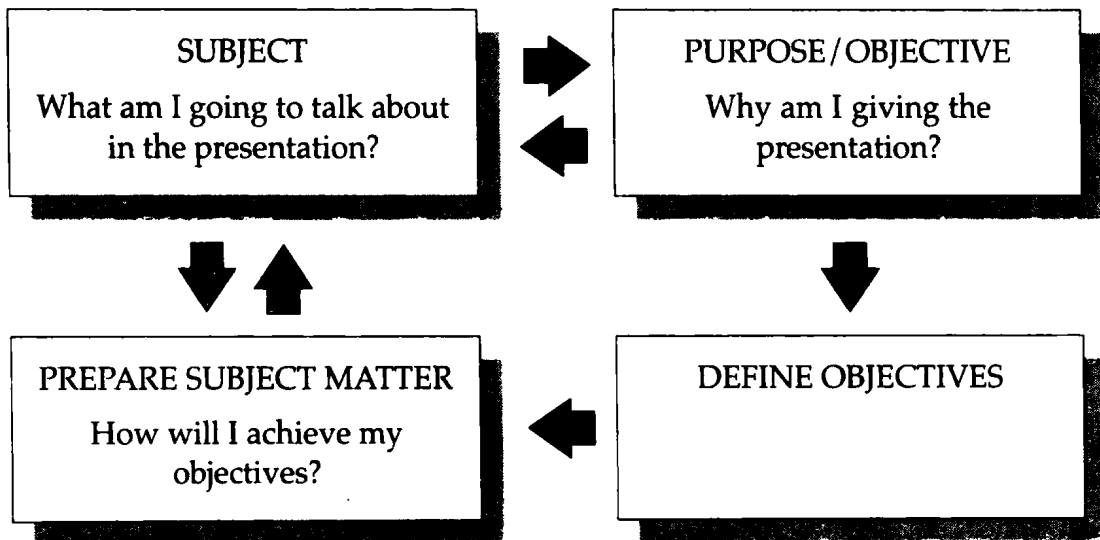 SUBJECT
What am I going to talk about
in the presentation?
PURPOSE/OBJECTIVE
Why am I giving the
presentation?
PREPARE SUBJECT MATTER
How will I achieve my
objectives?
DEFINE OBJECTIVES